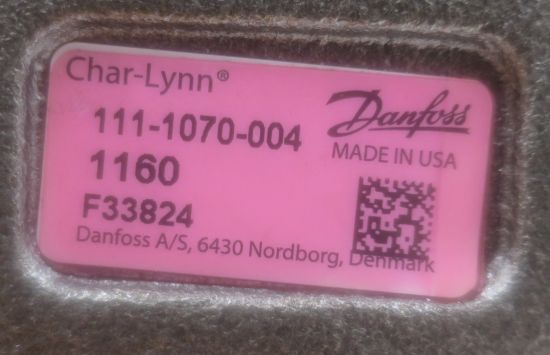 Char-Lynn®
Danfoss
111-1070-004
MADE IN USA
1160
F33824
Danfoss A/S, 6430 Nordborg, Denmark